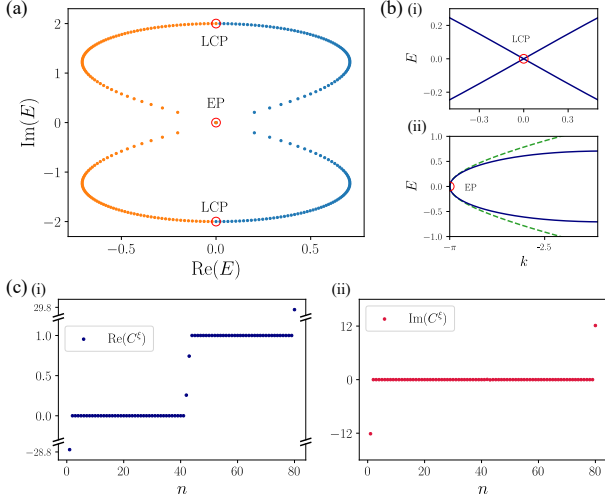 (a)
2
1
0
−1
−2
Im(E)
LCP
EP
LCP
−0.5
0.0
0.5
Re(E)
(b) (i)
0.2
0.0
−0.2
E
LCP
−0.3
0.0
0.3
(ii)
1.0
0.5
0.0
−0.5
−1.0
E
EP
−π
-2.5
k
(c) (i)
29.8
1.0
0.5
0.0
−28.8
Re(C^ξ)
0
20
40
60
80
n
(ii)
12
0
−12
Im(C^ξ)
0
20
40
60
80
n